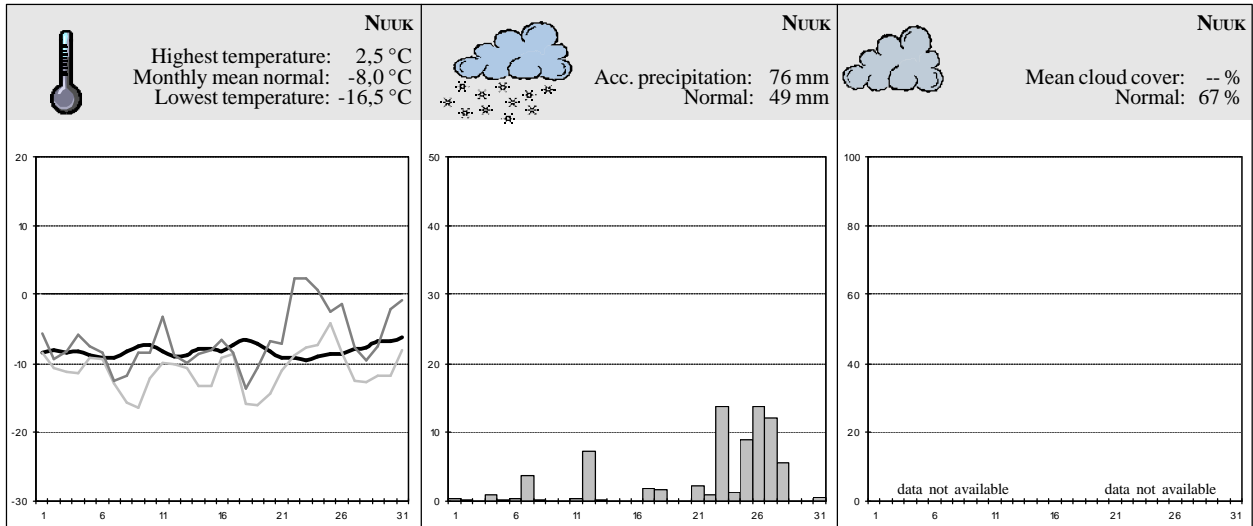 NUUK
Highest temperature: 2,5 °C
Monthly mean normal: -8,0 °C
Lowest temperature: -16,5 °C
20
10
0
-10
-20
-30
1 6 11 16 21 26 31
NUUK
Acc. precipitation: 76 mm
Normal: 49 mm
50
40
30
20
10
0
1 6 11 16 21 26 31
NUUK
Mean cloud cover: -- %
Normal: 67 %
100
80
60
40
20
0
data not available data not available
1 6 11 16 21 26 31